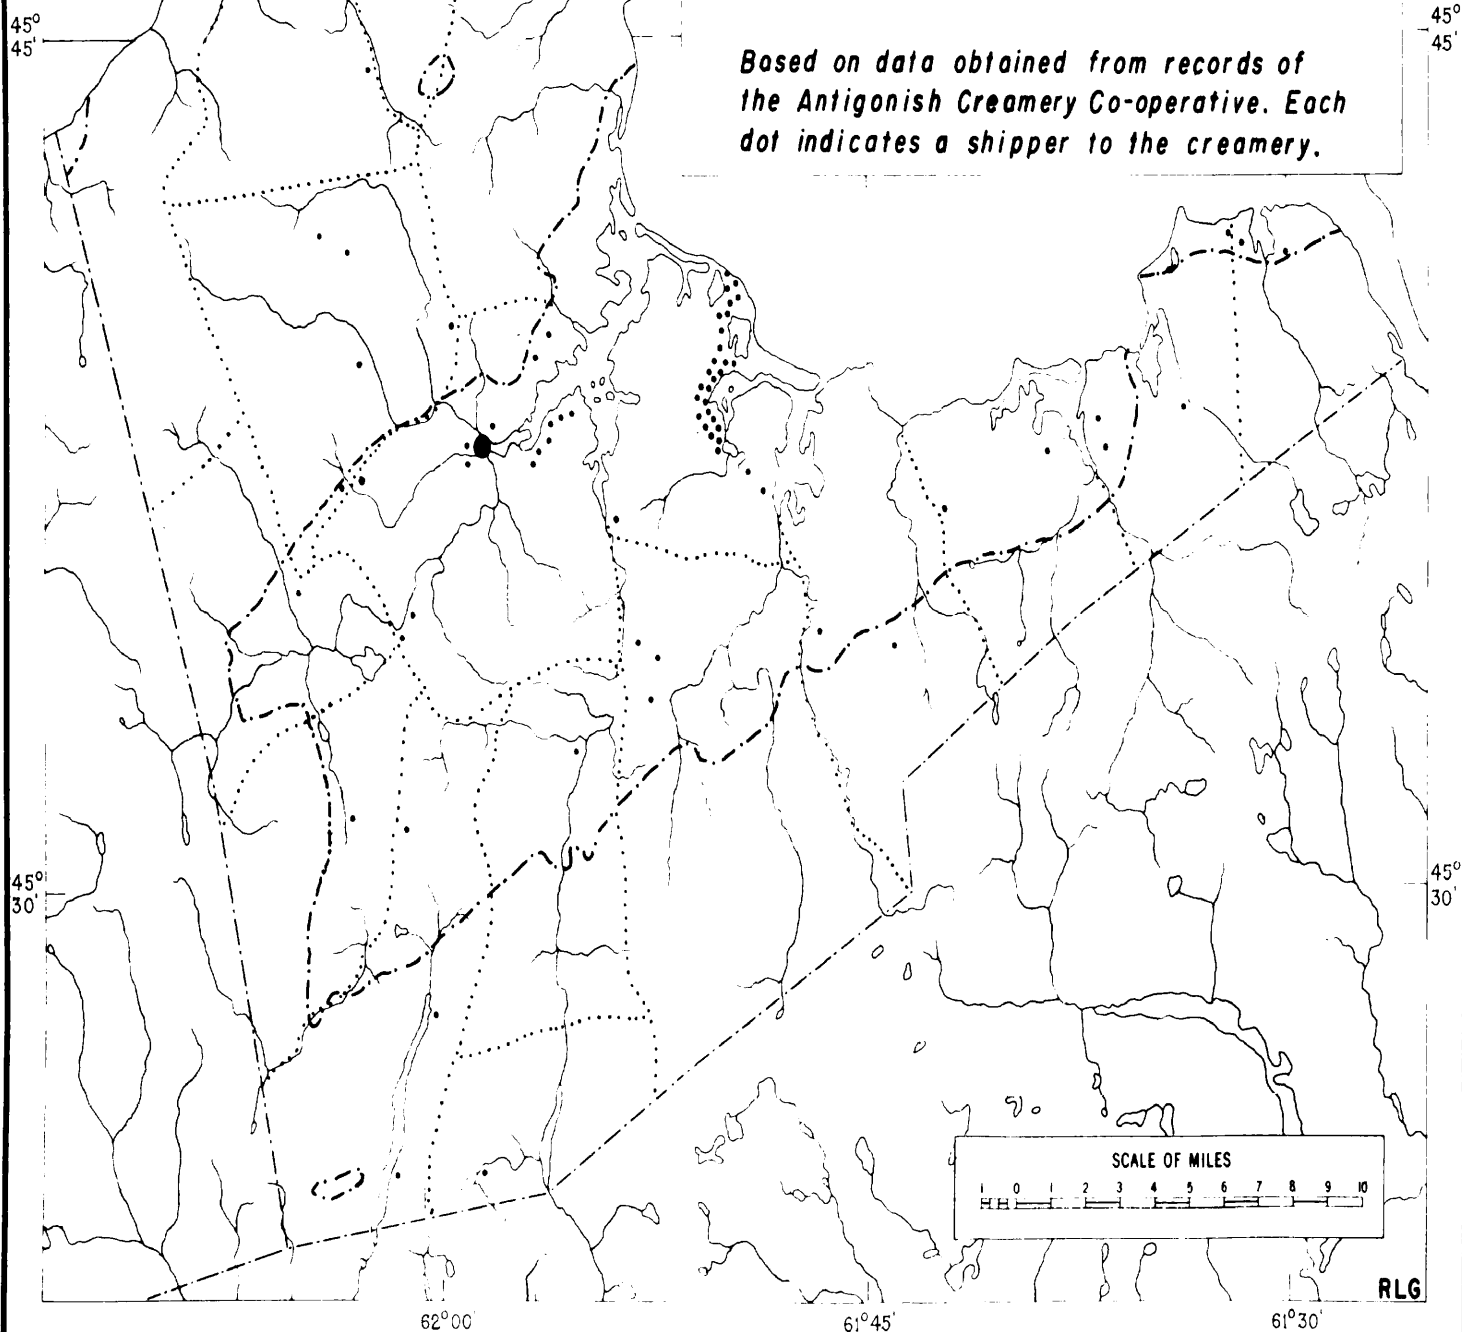 45°
45'
45°
45'
Based on data obtained from records of
the Antigonish Creamery Co-operative. Each
dot indicates a shipper to the creamery.
45°
30'
45°
30'
SCALE OF MILES
1 0 1 2 3 4 5 6 7 8 9 10
RLG
62°00'
61°45'
61°30'